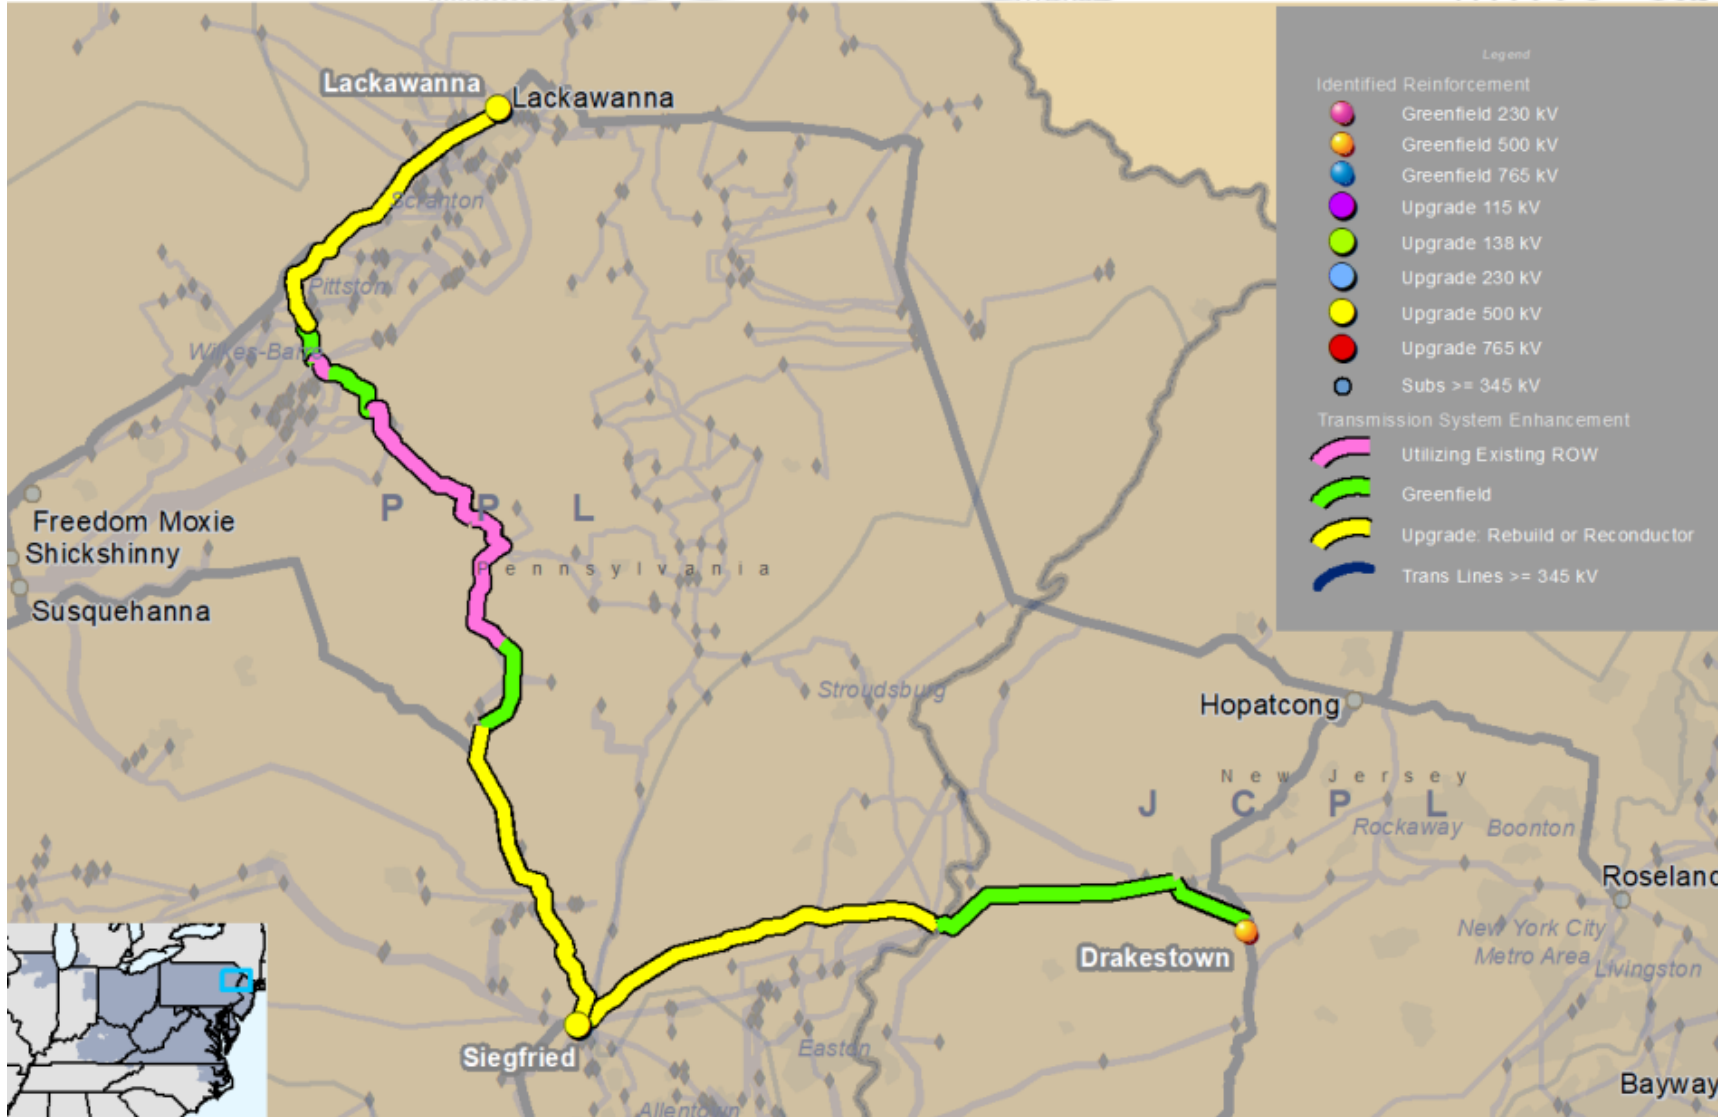 Lackawanna
Lackawanna
Scranton
Pittston
Wilkes-Barre
P P L
Freedom Moxie
Shickshinny
Susquehanna
Pennsylvania
Stroudsburg
Hopatcong
New Jersey
J C P L
Rockaway
Boonton
Roseland
New York City
Metro Area
Livingston
Drakestown
Siegfried
Easton
Allentown
Bayway
Legend
Identified Reinforcement
Greenfield 230 kV
Greenfield 500 kV
Greenfield 765 kV
Upgrade 115 kV
Upgrade 138 kV
Upgrade 230 kV
Upgrade 500 kV
Upgrade 765 kV
Subs >= 345 kV
Transmission System Enhancement
Utilizing Existing ROW
Greenfield
Upgrade: Rebuild or Reconductor
Trans Lines >= 345 kV